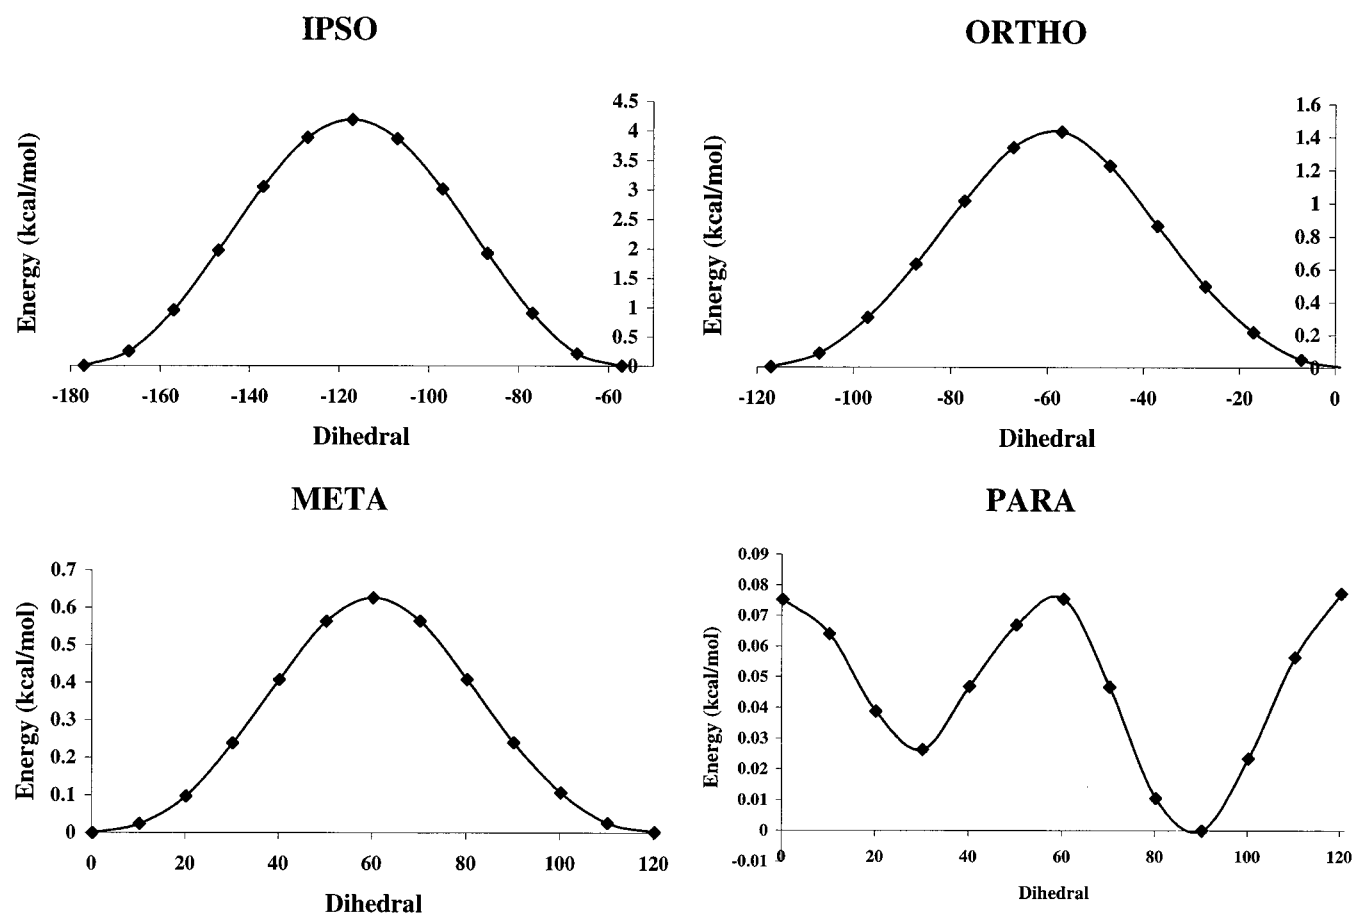 IPSO
Energy (kcal/mol)
4.5
4
3.5
3
2.5
2
1.5
1
0.5
0
-180 -160 -140 -120 -100 -80 -60
Dihedral
ORTHO
Energy (kcal/mol)
1.6
1.4
1.2
1
0.8
0.6
0.4
0.2
0
-120 -100 -80 -60 -40 -20 0
Dihedral
META
Energy (kcal/mol)
0.7
0.6
0.5
0.4
0.3
0.2
0.1
0
0 20 40 60 80 100 120
Dihedral
PARA
Energy (kcal/mol)
0.09
0.08
0.07
0.06
0.05
0.04
0.03
0.02
0.01
0
-0.01
0 20 40 60 80 100 120
Dihedral